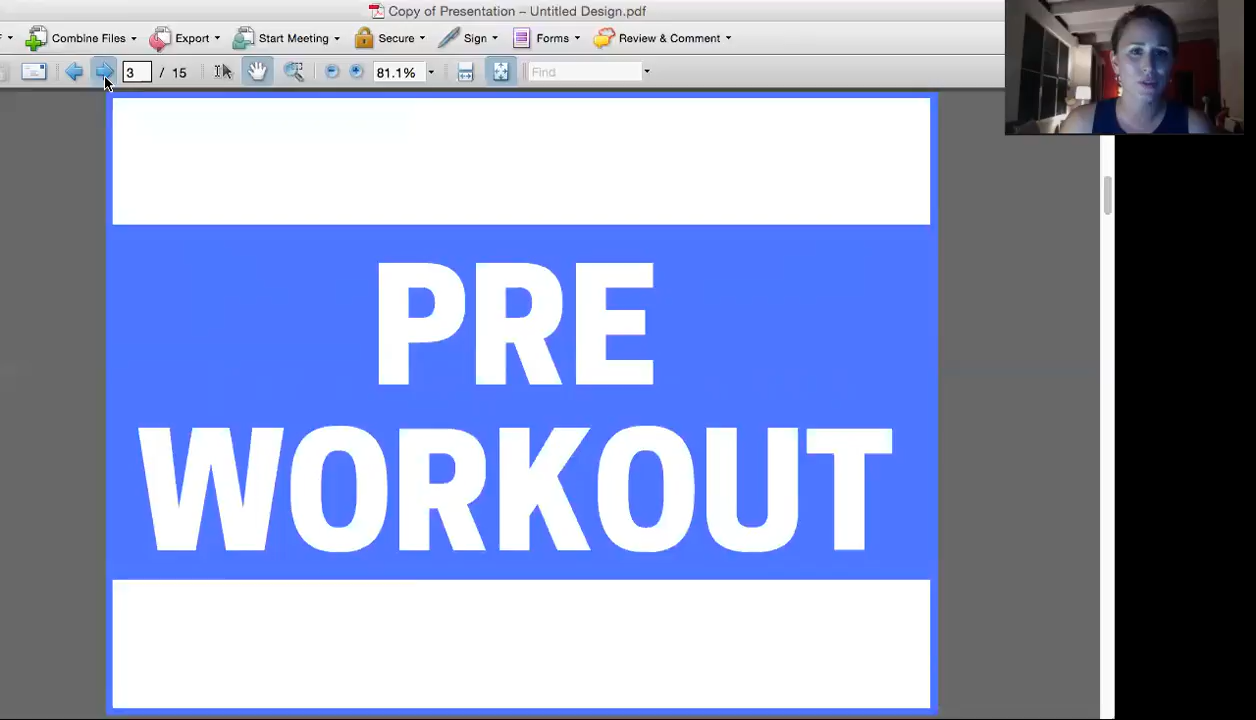 Copy of Presentation – Untitled Design.pdf
Combine Files Export Start Meeting Secure Sign Forms Review & Comment
3 / 15 81.1% Find
PRE
WORKOUT